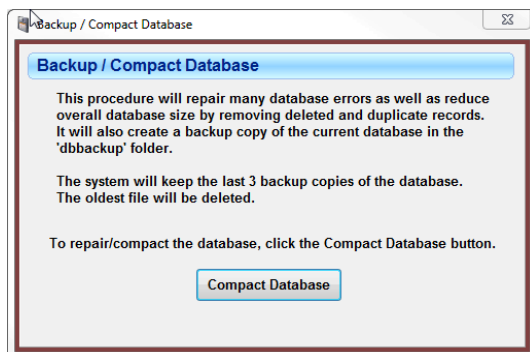 Backup / Compact Database
Backup / Compact Database
This procedure will repair many database errors as well as reduce
overall database size by removing deleted and duplicate records.
It will also create a backup copy of the current database in the
'dbbackup' folder.
The system will keep the last 3 backup copies of the database.
The oldest file will be deleted.
To repair/compact the database, click the Compact Database button.
Compact Database